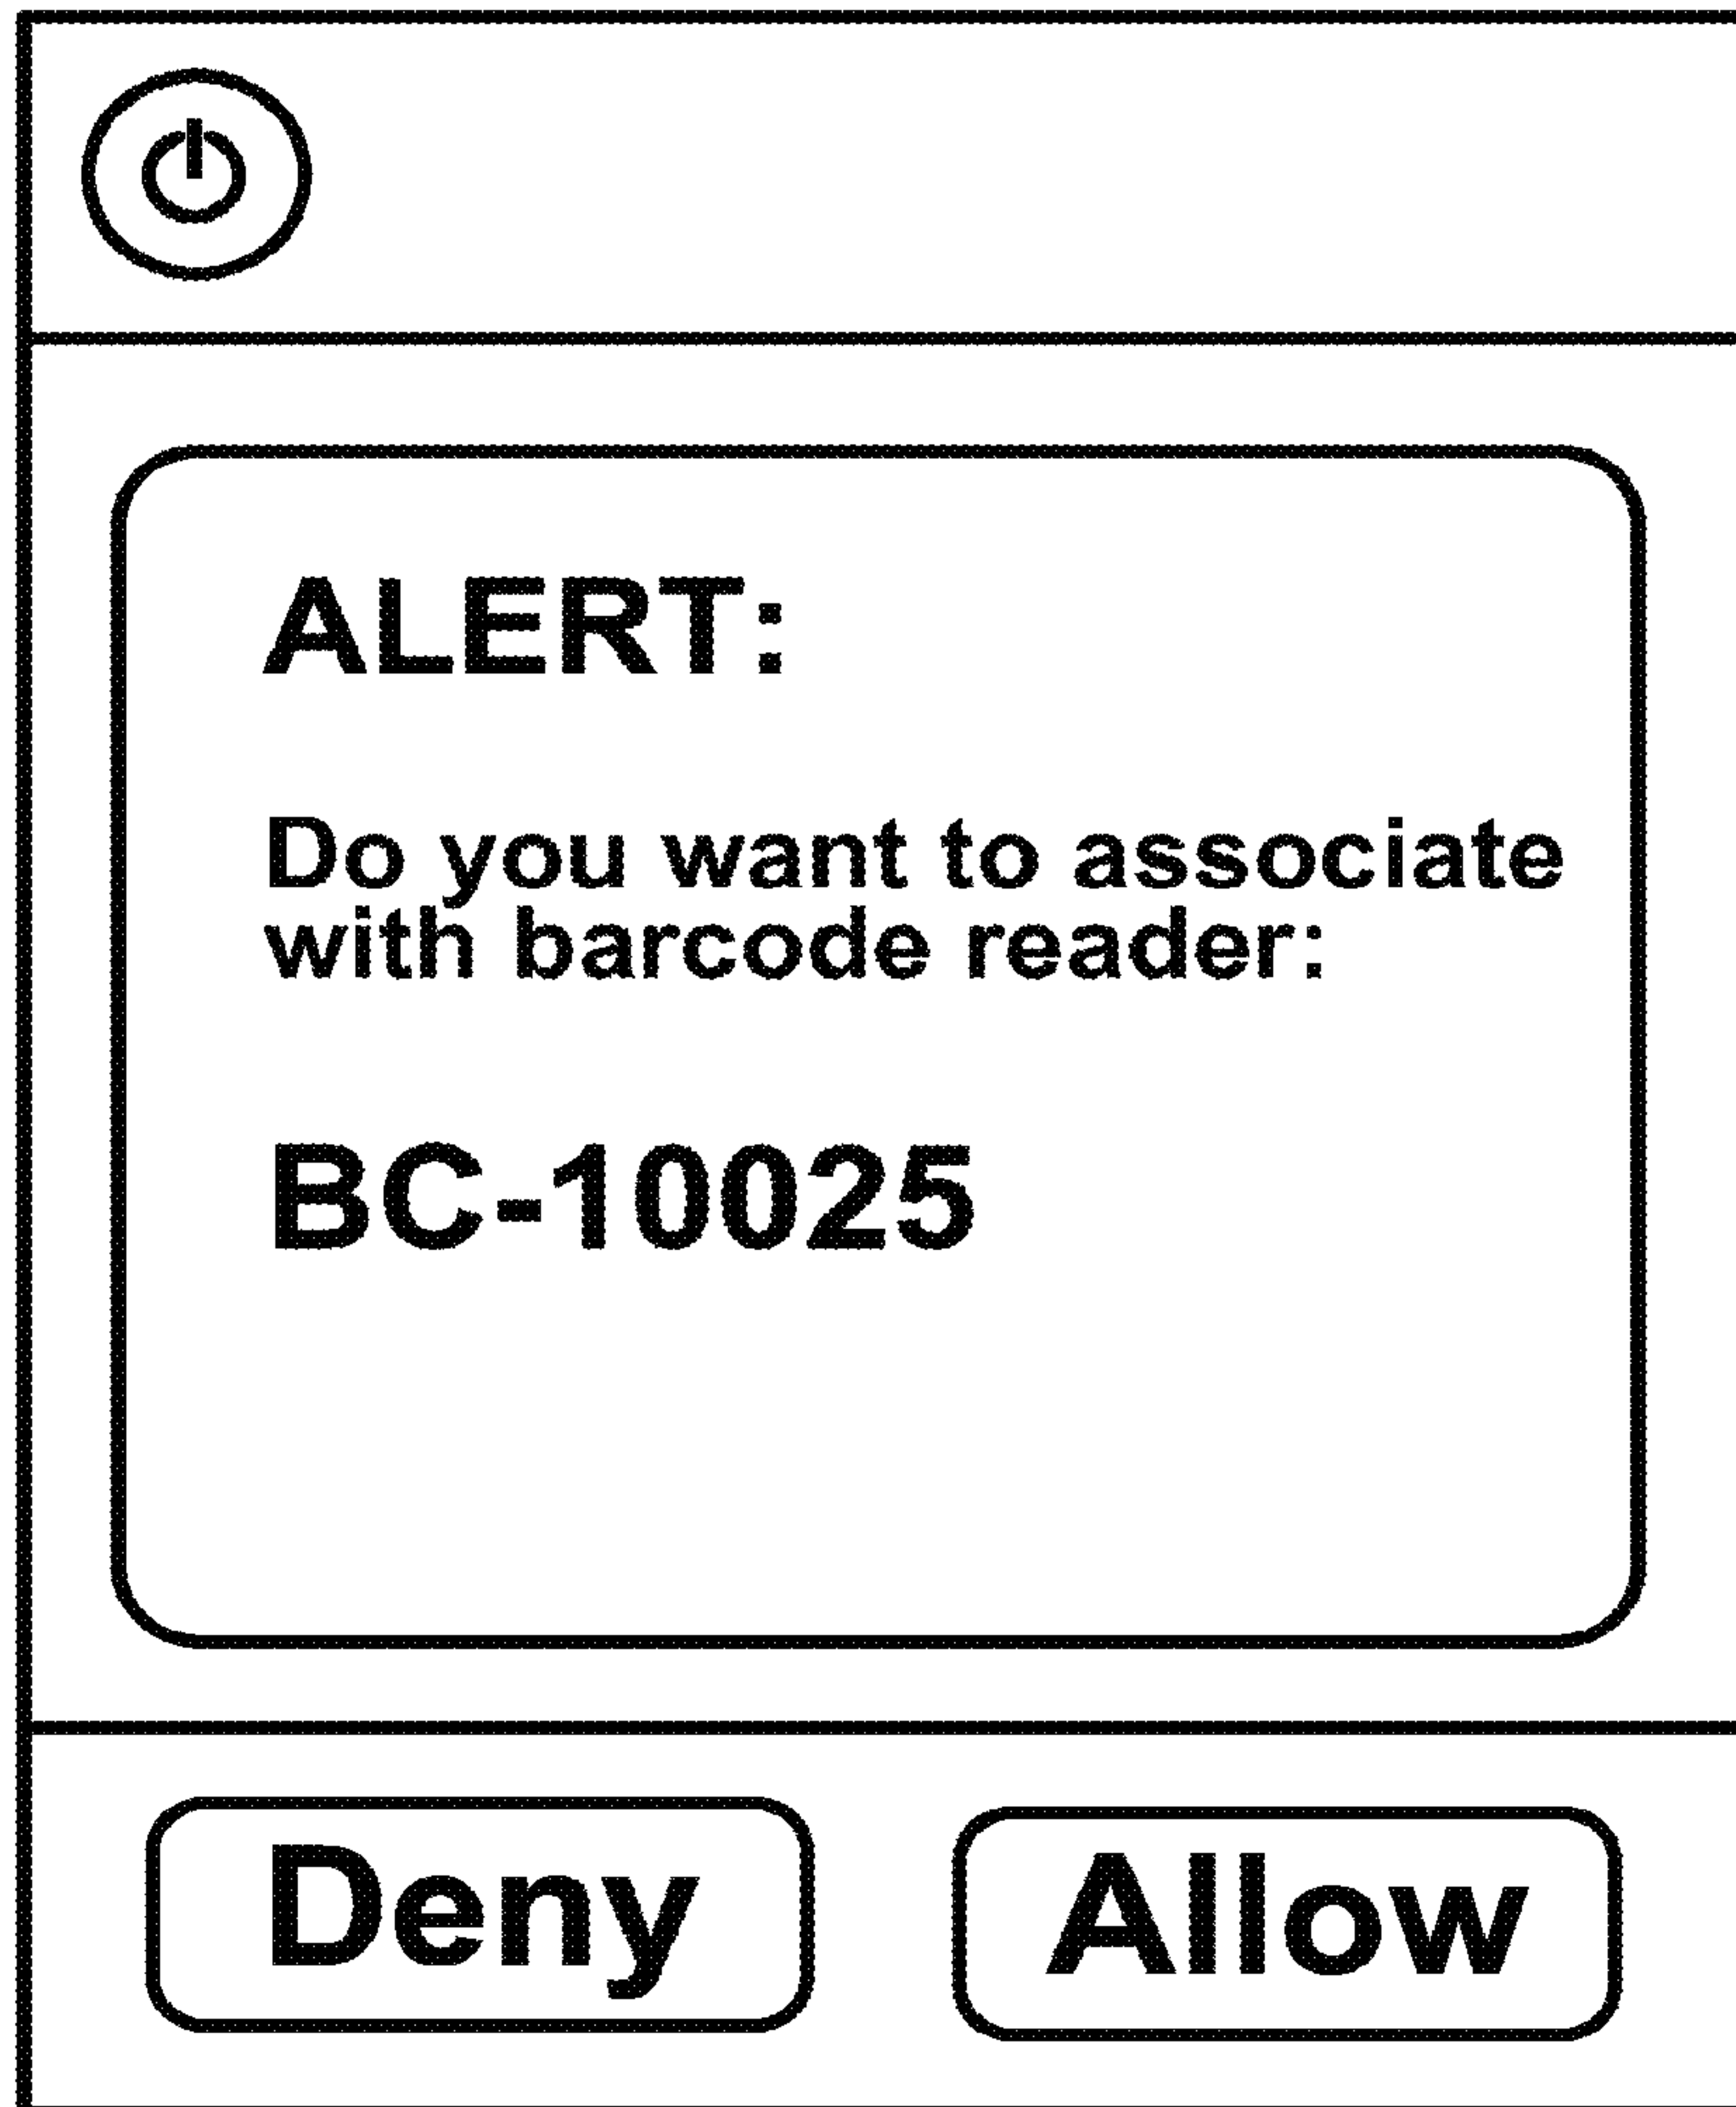 ALERT:
Do you want to associate
with barcode reader:
BC-10025
Deny
Allow